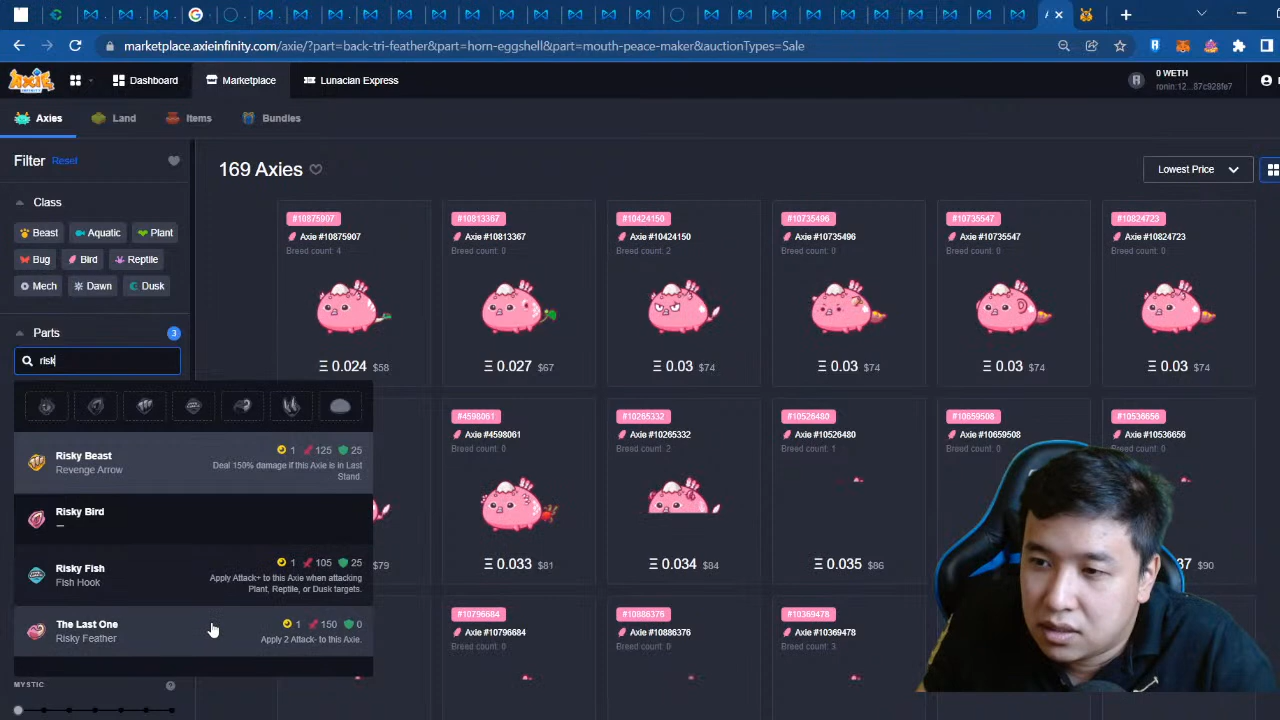 marketplace.axieinfinity.com/axie/?part=back-tri-feather&part=horn-eggshell&part=mouth-peace-maker&auctionTypes=Sale
Dashboard
Marketplace
Lunacian Express
0 WETH
ronin:12...87c928fe7
Axies
Land
Items
Bundles
Filter
Reset
169 Axies
Lowest Price
Class
Beast
Aquatic
Plant
Bug
Bird
Reptile
Mech
Dawn
Dusk
Parts
3
risk
#10875907
Axie #10875907
Breed count: 4
Ξ 0.024 $58
#10813367
Axie #10813367
Breed count: 0
Ξ 0.027 $67
#10424150
Axie #10424150
Breed count: 2
Ξ 0.03 $74
#10735496
Axie #10735496
Breed count: 0
Ξ 0.03 $74
#10735547
Axie #10735547
Breed count: 0
Ξ 0.03 $74
#10824723
Axie #10824723
Breed count: 0
Ξ 0.03 $74
Risky Beast
Revenge Arrow
1 125 25
Deal 150% damage if this Axie is in Last
Stand.
Risky Bird
—
Risky Fish
Fish Hook
1 105 25
Apply Attack+ to this Axie when attacking
Plant, Reptile, or Dusk targets.
The Last One
Risky Feather
1 150 0
Apply 2 Attack- to this Axie.
$79
#4598061
Axie #4598061
Breed count: 0
Ξ 0.033 $81
#10265332
Axie #10265332
Breed count: 2
Ξ 0.034 $84
#10526480
Axie #10526480
Breed count: 1
Ξ 0.035 $86
#10659508
Axie #10659508
Breed count: 0
#10536656
Axie #10536656
$90
#10796684
Axie #10796684
Breed count: 0
#10888376
Axie #10888376
Breed count: 0
#10369478
Axie #10369478
Breed count: 3
MYSTIC